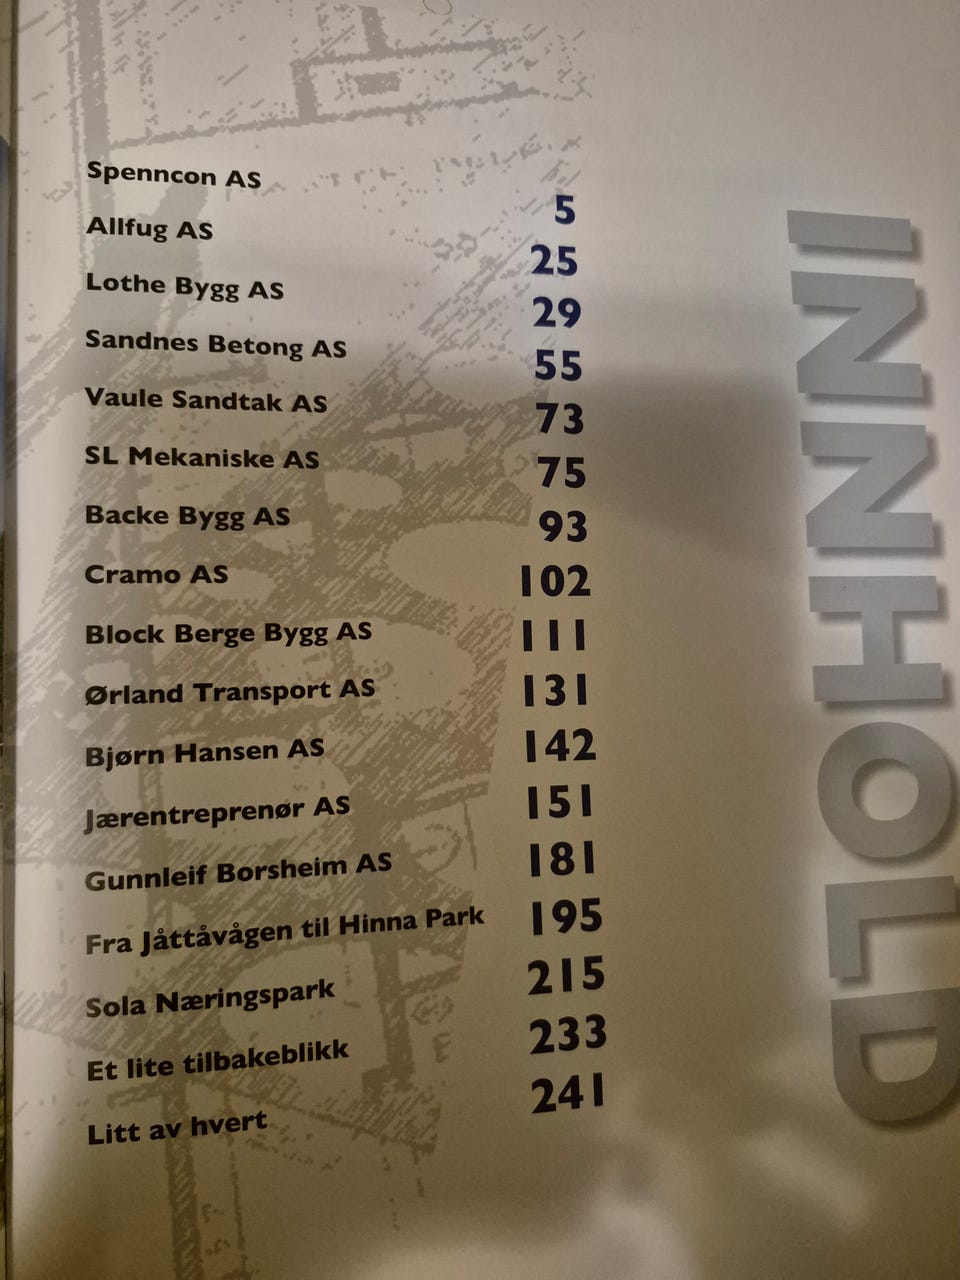 Spenncon AS 5
Allfug AS 25
Lothe Bygg AS 29
Sandnes Betong AS 55
Vaule Sandtak AS 73
SL Mekaniske AS 75
Backe Bygg AS 93
Cramo AS 102
Block Berge Bygg AS 111
Ørland Transport AS 131
Bjørn Hansen AS 142
Jærentreprenør AS 151
Gunnleif Borsheim AS 181
Fra Jåttåvågen til Hinna Park 195
Sola Næringspark 215
Et lite tilbakeblikk 233
Litt av hvert 241
INNHOLD